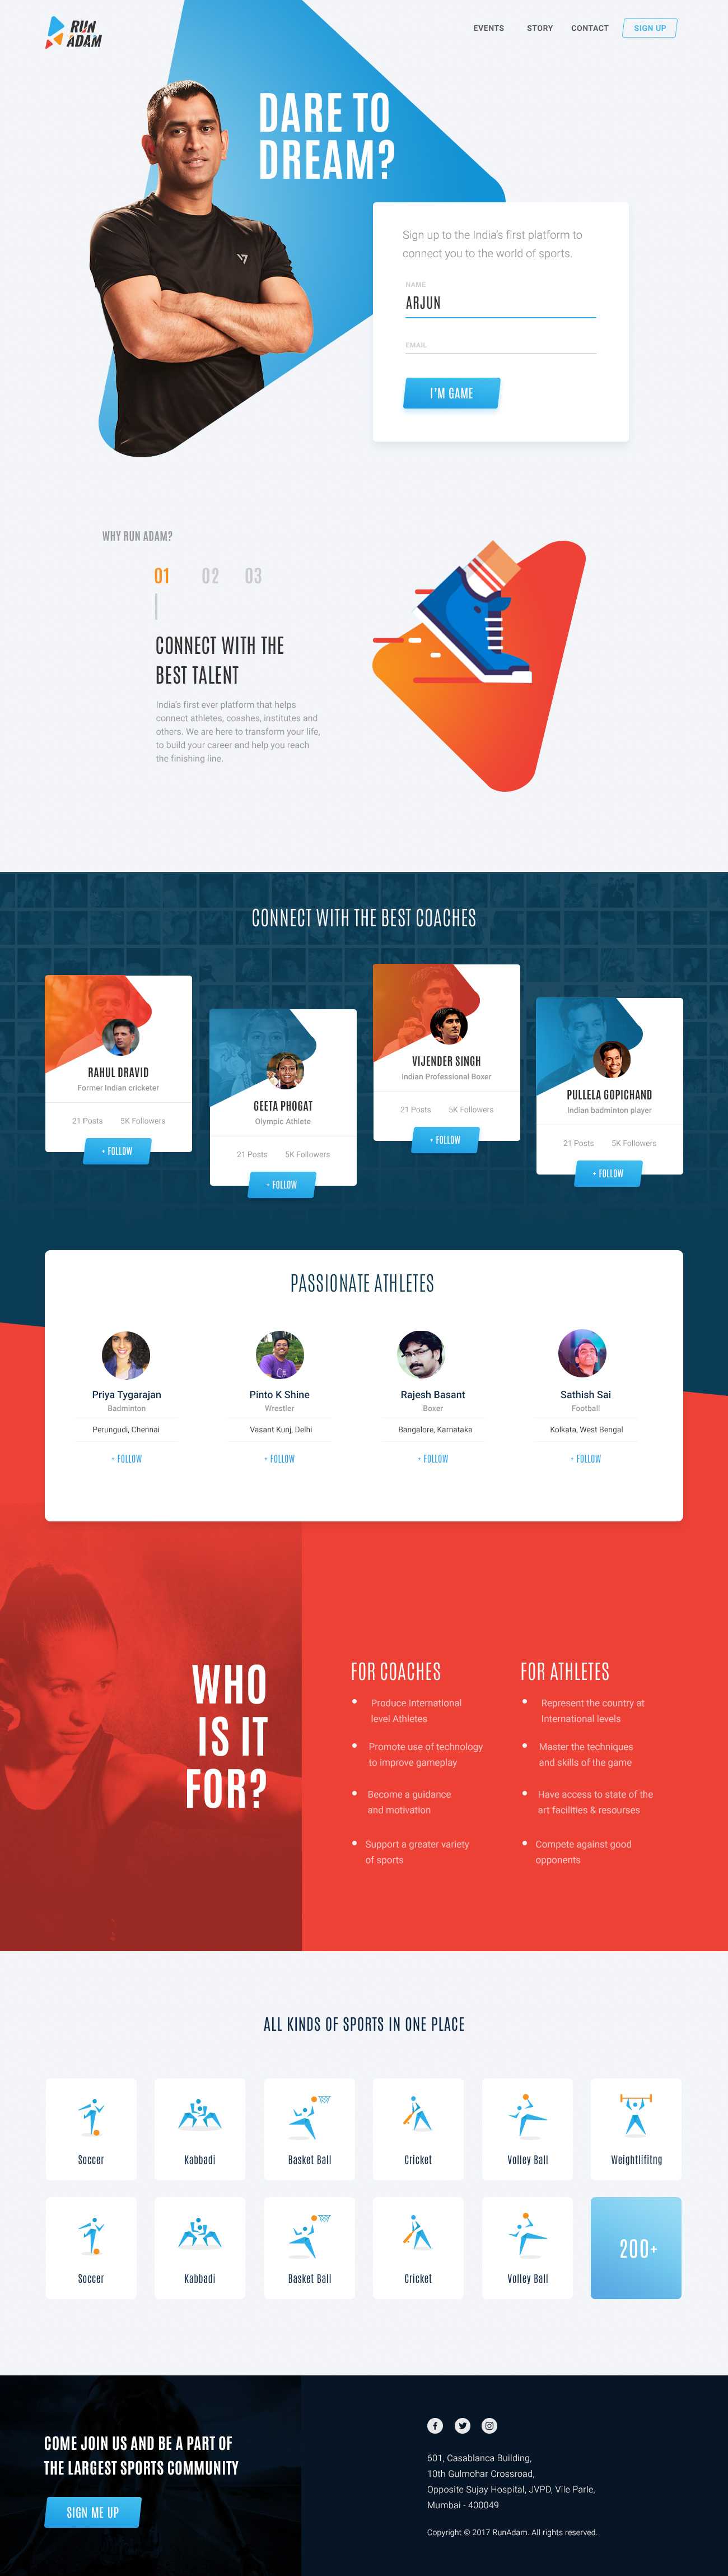 RUN
ADAM
EVENTS
STORY
CONTACT
SIGN UP
DARE TO
DREAM?
Sign up to the India's first platform to
connect you to the world of sports.
NAME
ARJUN
EMAIL
I'M GAME
WHY RUN ADAM?
01
02
03
CONNECT WITH THE
BEST TALENT
India's first ever platform that helps
connect athletes, coashes, institutes and
others. We are here to transform your life,
to build your career and help you reach
the finishing line.
CONNECT WITH THE BEST COACHES
RAHUL DRAVID
Former Indian cricketer
21 Posts
5K Followers
+ FOLLOW
GEETA PHOGAT
Olympic Athlete
21 Posts
5K Followers
+ FOLLOW
VIJENDER SINGH
Indian Professional Boxer
21 Posts
5K Followers
+ FOLLOW
PULLELA GOPICHAND
Indian badminton player
21 Posts
5K Followers
+ FOLLOW
PASSIONATE ATHLETES
Priya Tygarajan
Badminton
Perungudi, Chennai
+ FOLLOW
Pinto K Shine
Wrestler
Vasant Kunj, Delhi
+ FOLLOW
Rajesh Basant
Boxer
Bangalore, Karnataka
+ FOLLOW
Sathish Sai
Football
Kolkata, West Bengal
+ FOLLOW
WHO
IS IT
FOR?
FOR COACHES
Produce International
level Athletes
Promote use of technology
to improve gameplay
Become a guidance
and motivation
Support a greater variety
of sports
FOR ATHLETES
Represent the country at
International levels
Master the techniques
and skills of the game
Have access to state of the
art facilities & resourses
Compete against good
opponents
ALL KINDS OF SPORTS IN ONE PLACE
Soccer
Kabbadi
Basket Ball
Cricket
Volley Ball
Weightlifitng
Soccer
Kabbadi
Basket Ball
Cricket
Volley Ball
200+
COME JOIN US AND BE A PART OF
THE LARGEST SPORTS COMMUNITY
SIGN ME UP
601, Casablanca Building,
10th Gulmohar Crossroad,
Opposite Sujay Hospital, JVPD, Vile Parle,
Mumbai - 400049
Copyright © 2017 RunAdam. All rights reserved.